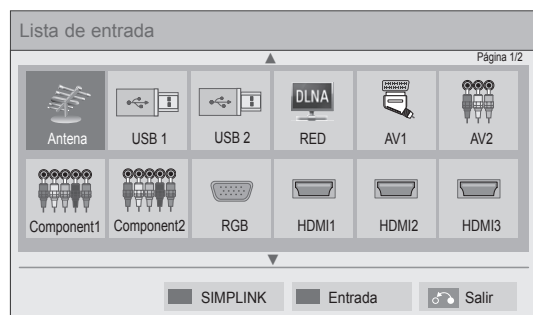 Lista de entrada
Página 1/2
DLNA
Antena USB 1 USB 2 RED AV1 AV2
Component1 Component2 RGB HDMI1 HDMI2 HDMI3
SIMPLINK Entrada Salir